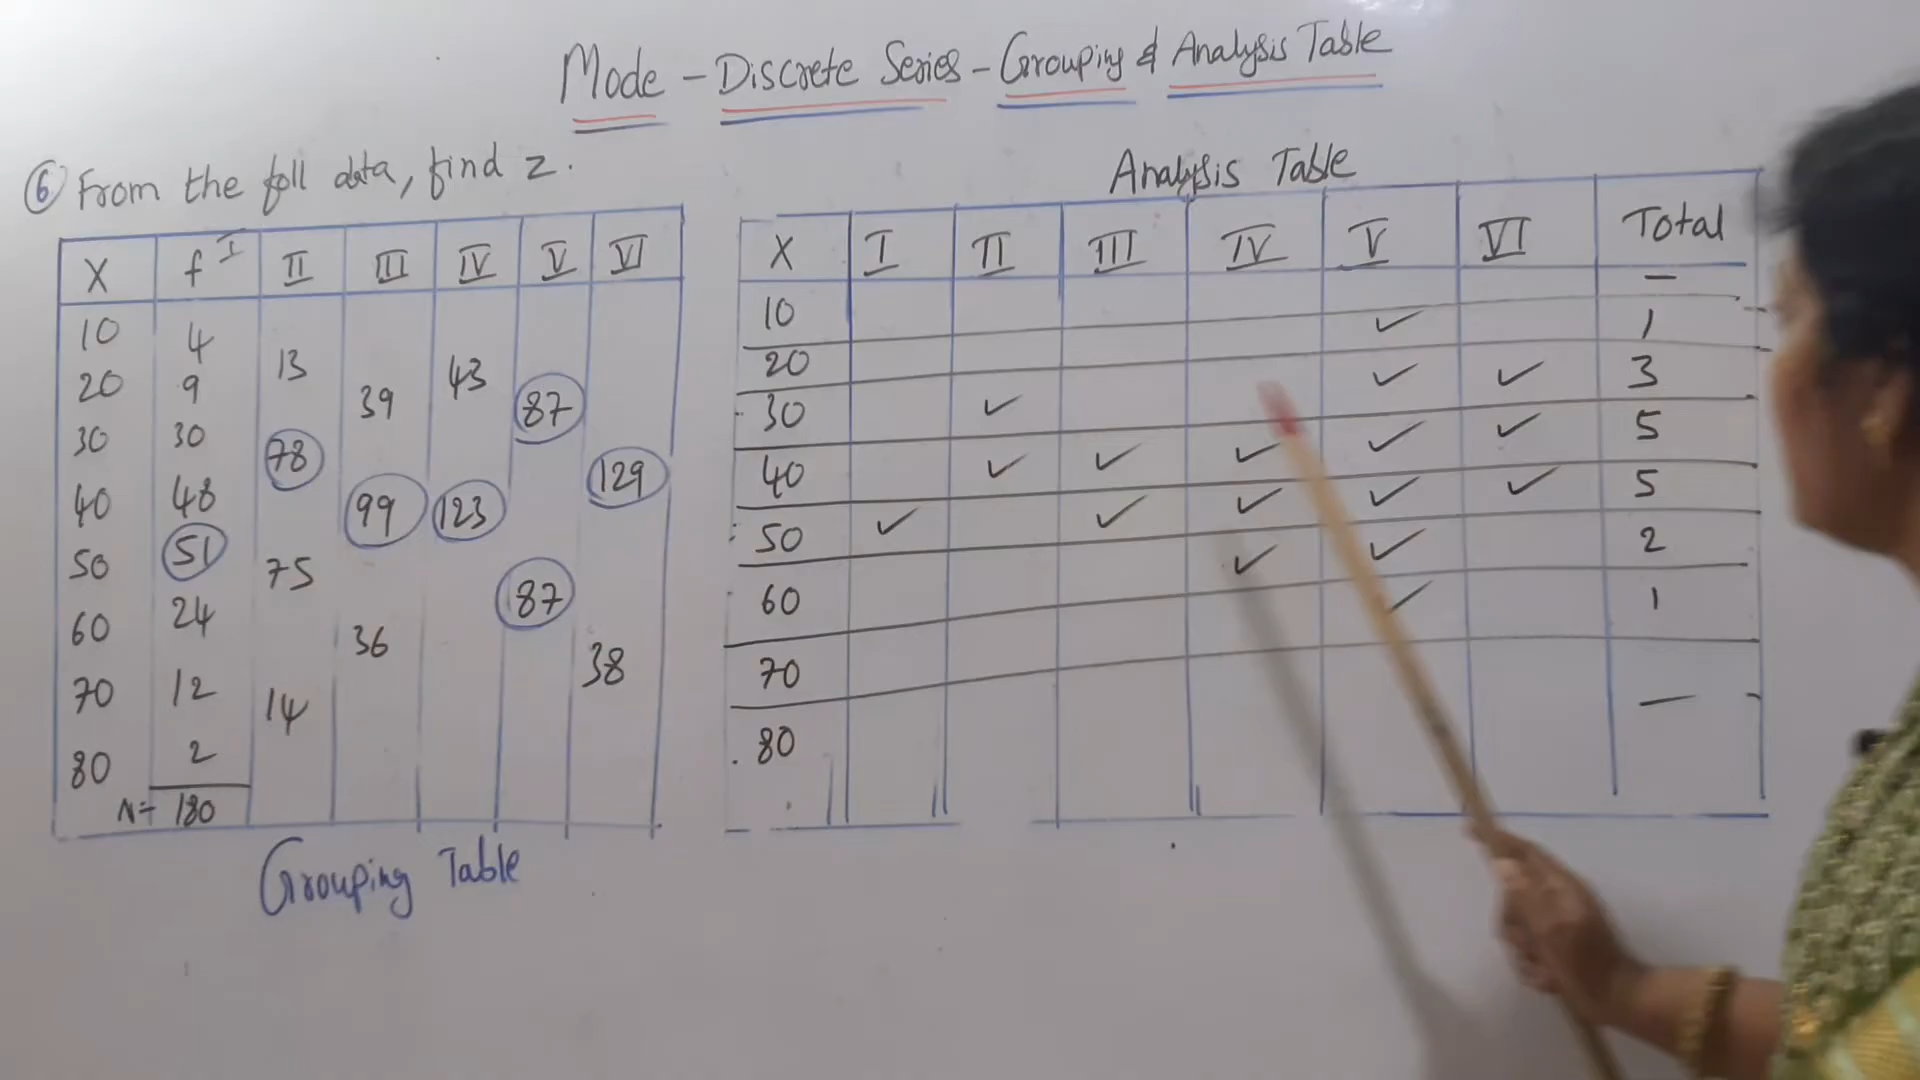 Mode - Discrete Series - Grouping & Analysis Table
⑥ From the foll data, find z.
Analysis Table
X f I II III IV V VI
10 4
13
20 9
39 43
30 30
87
78
40 48
99 123 129
50 51
75
60 24
87
36
70 12
38
14
80 2
N= 180
Grouping Table
X I II III IV V VI Total
10 —
20 ✓ 1
30 ✓ ✓ ✓ 3
40 ✓ ✓ ✓ ✓ ✓ 5
50 ✓ ✓ ✓ ✓ ✓ 5
60 ✓ ✓ 2
70 ✓ 1
80 —